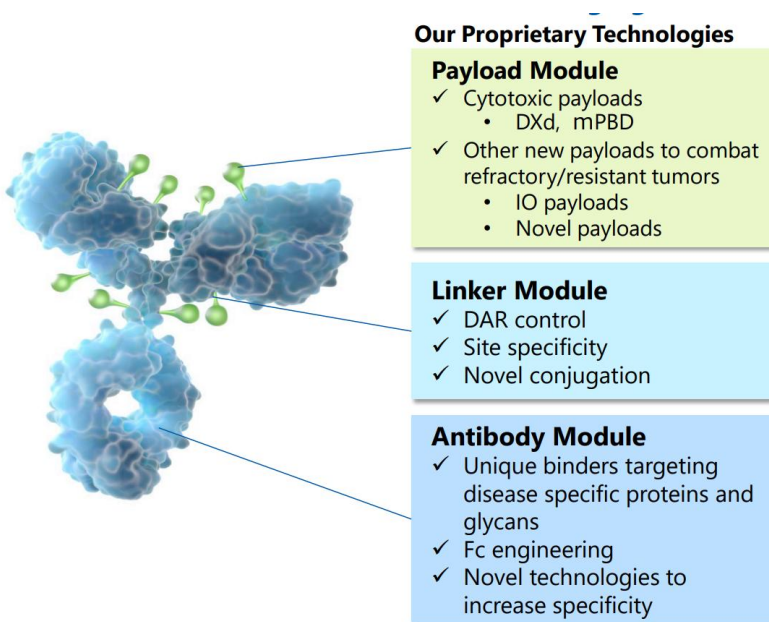 Our Proprietary Technologies
Payload Module
✓ Cytotoxic payloads
• DXd, mPBD
✓ Other new payloads to combat
refractory/resistant tumors
• IO payloads
• Novel payloads
Linker Module
✓ DAR control
✓ Site specificity
✓ Novel conjugation
Antibody Module
✓ Unique binders targeting
disease specific proteins and
glycans
✓ Fc engineering
✓ Novel technologies to
increase specificity